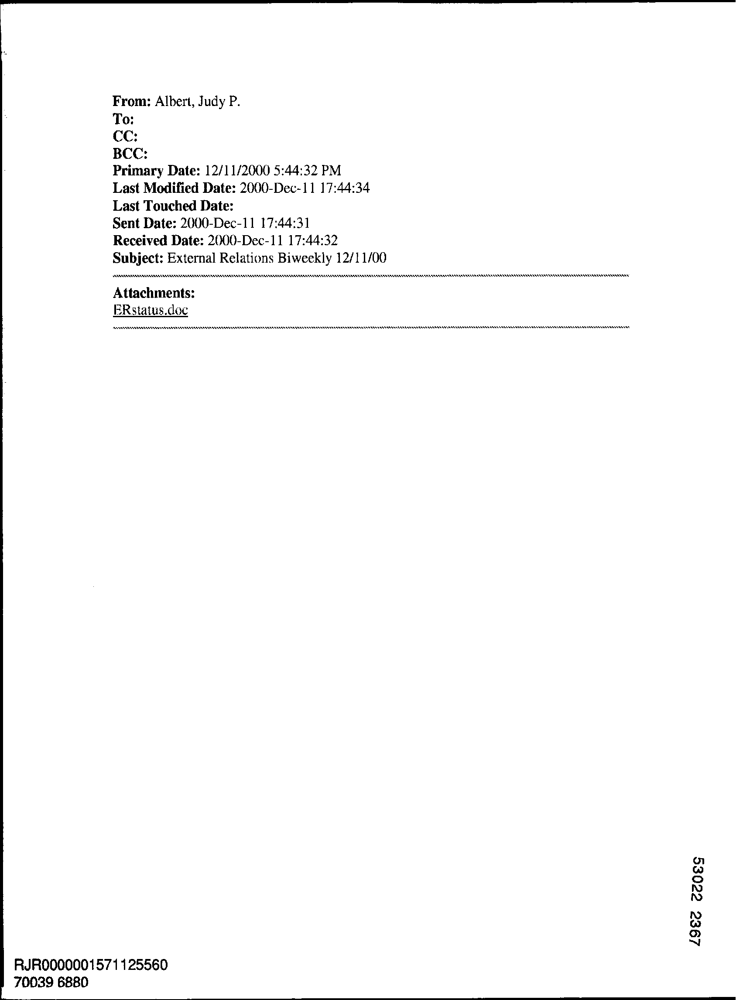 From: Albert, Judy P.
To:
CC:
BCC:
Primary Date: 12/11/2000 5:44:32 PM
Last Modified Date: 2000-Dec-11 17:44:34
Last Touched Date:
Sent Date: 2000-Dec-11 17:44:31
Received Date: 2000-Dec-11 17:44:32
Subject: External Relations Biweekly 12/11/00
Attachments:
ERstatus.doc
53022 2367
RJR0000001571125560
70039 6880